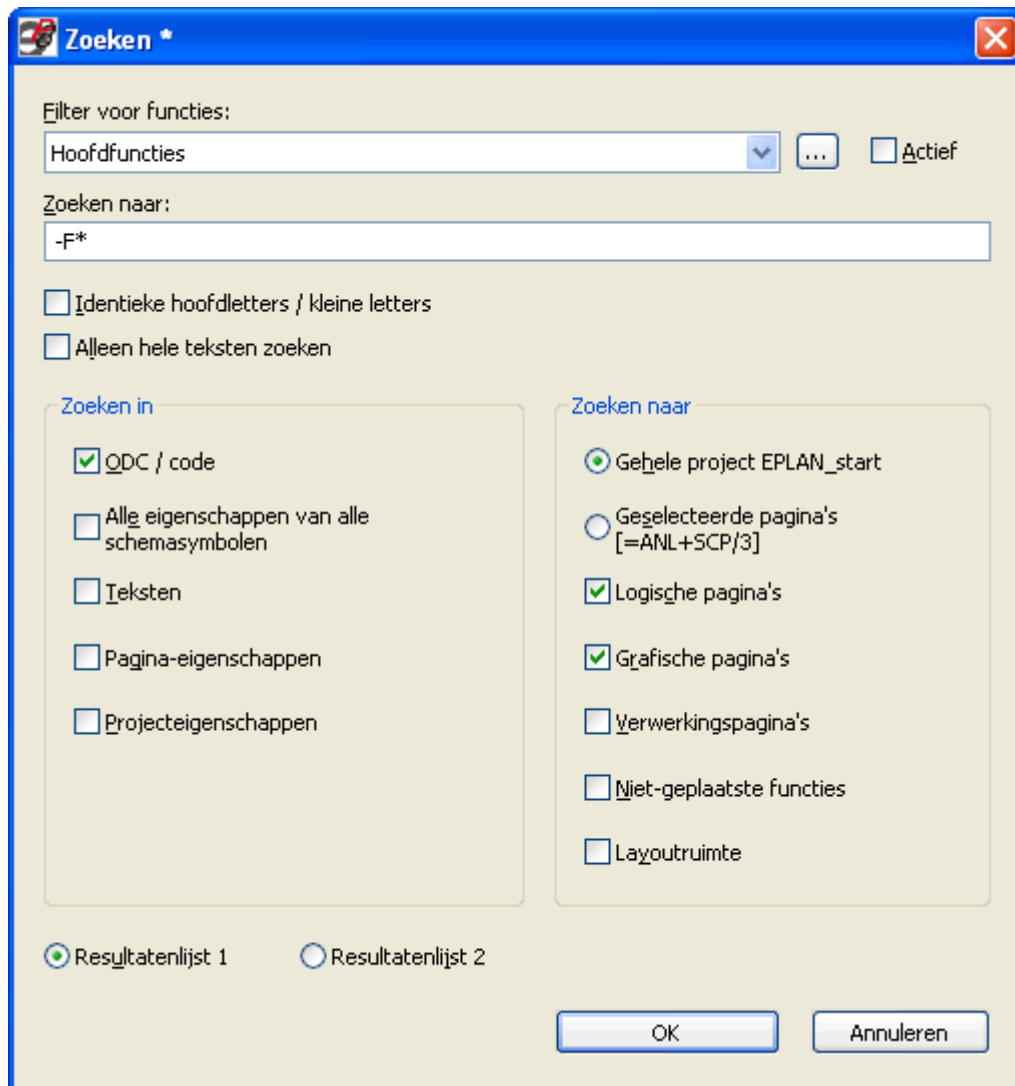 Zoeken *
Filter voor functies:
Hoofdfuncties
...
Actief
Zoeken naar:
-F*
Identieke hoofdletters / kleine letters
Alleen hele teksten zoeken
Zoeken in
ODC / code
Alle eigenschappen van alle
schemasymbolen
Teksten
Pagina-eigenschappen
Projecteigenschappen
Zoeken naar
Gehele project EPLAN_start
Geselecteerde pagina's
[=ANL+SCP/3]
Logische pagina's
Grafische pagina's
Verwerkingspagina's
Niet-geplaatste functies
Layoutruimte
Resultatenlijst 1
Resultatenlijst 2
OK
Annuleren